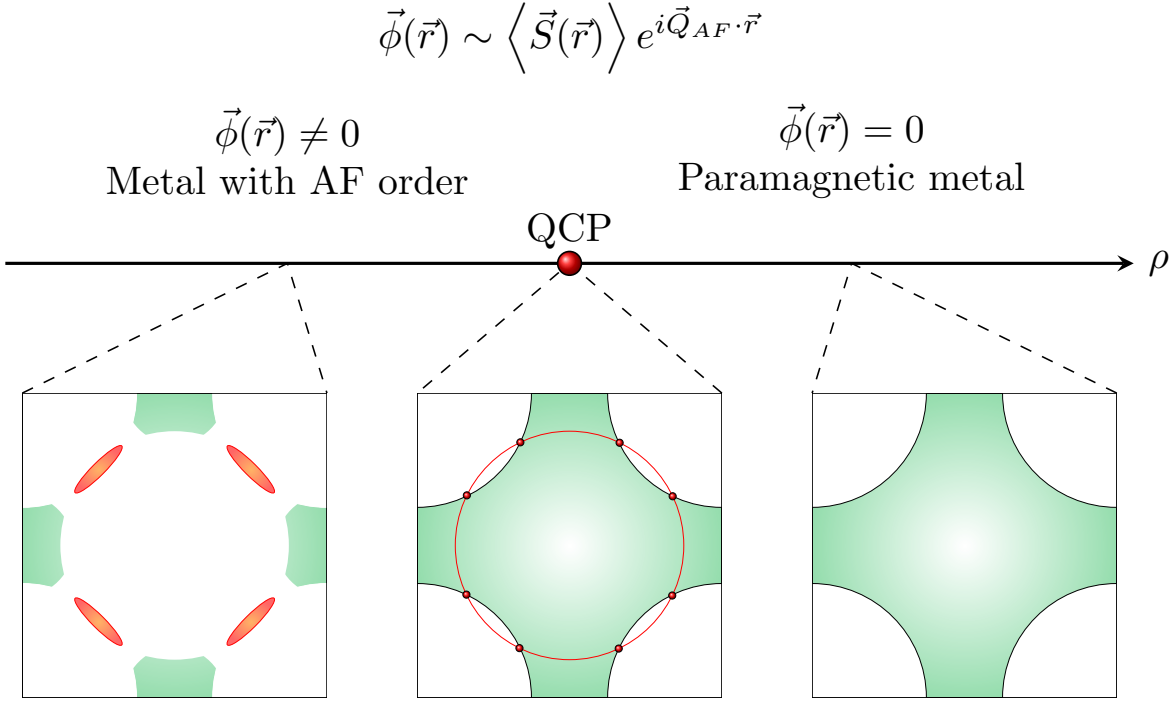 $\vec{\phi}(\vec{r}) \sim \left\langle \vec{S}(\vec{r}) \right\rangle e^{i\vec{Q}_{AF}\cdot\vec{r}}$
$\vec{\phi}(\vec{r}) \neq 0$
Metal with AF order
$\vec{\phi}(\vec{r}) = 0$
Paramagnetic metal
QCP
ρ